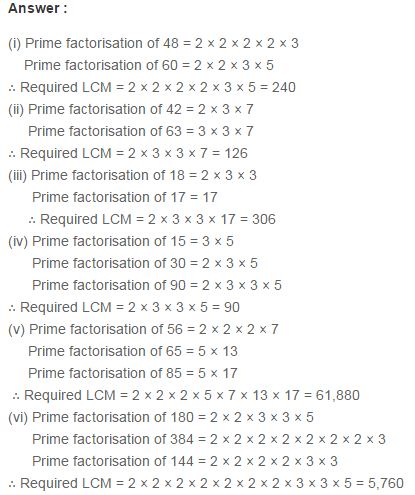 Answer :
(i) Prime factorisation of 48 = 2 × 2 × 2 × 2 × 3
Prime factorisation of 60 = 2 × 2 × 3 × 5
∴ Required LCM = 2 × 2 × 2 × 2 × 3 × 5 = 240
(ii) Prime factorisation of 42 = 2 × 3 × 7
Prime factorisation of 63 = 3 × 3 × 7
∴ Required LCM = 2 × 3 × 3 × 7 = 126
(iii) Prime factorisation of 18 = 2 × 3 × 3
Prime factorisation of 17 = 17
∴ Required LCM = 2 × 3 × 3 × 17 = 306
(iv) Prime factorisation of 15 = 3 × 5
Prime factorisation of 30 = 2 × 3 × 5
Prime factorisation of 90 = 2 × 3 × 3 × 5
∴ Required LCM = 2 × 3 × 3 × 5 = 90
(v) Prime factorisation of 56 = 2 × 2 × 2 × 7
Prime factorisation of 65 = 5 × 13
Prime factorisation of 85 = 5 × 17
∴ Required LCM = 2 × 2 × 2 × 5 × 7 × 13 × 17 = 61,880
(vi) Prime factorisation of 180 = 2 × 2 × 3 × 3 × 5
Prime factorisation of 384 = 2 × 2 × 2 × 2 × 2 × 2 × 2 × 3
Prime factorisation of 144 = 2 × 2 × 2 × 2 × 3 × 3
∴ Required LCM = 2 × 2 × 2 × 2 × 2 × 2 × 2 × 3 × 3 × 5 = 5,760